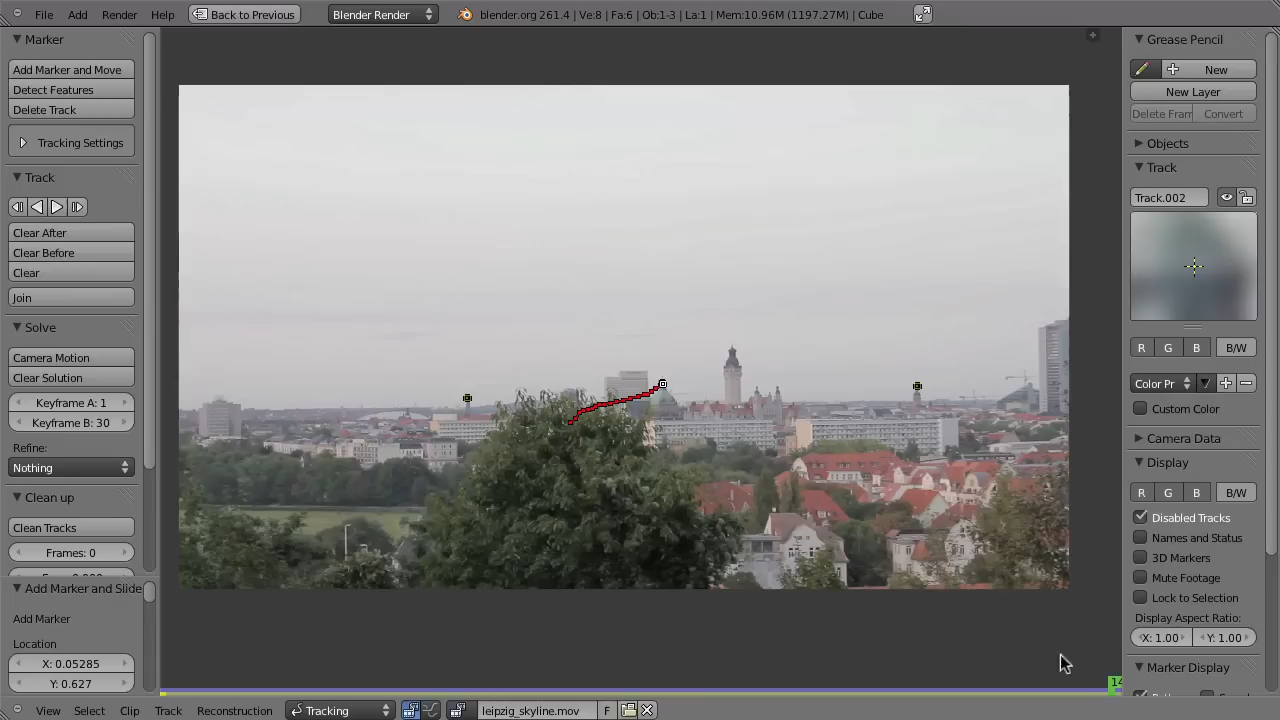 File Add Render Help Back to Previous Blender Render blender.org 261.4 | Ve:8 | Fa:6 | Ob:1-3 | La:1 | Mem:10.96M (1197.27M) | Cube
Marker
Add Marker and Move
Detect Features
Delete Track
Tracking Settings
Track
Clear After
Clear Before
Clear
Join
Solve
Camera Motion
Clear Solution
Keyframe A: 1
Keyframe B: 30
Refine:
Nothing
Clean up
Clean Tracks
Frames: 0
Add Marker and Slide
Add Marker
Location
X: 0.05285
Y: 0.627
Grease Pencil
New
New Layer
Delete Fram Convert
Objects
Track
Track.002
R G B B/W
Color Pr
Custom Color
Camera Data
Display
R G B B/W
Disabled Tracks
Names and Status
3D Markers
Mute Footage
Lock to Selection
Display Aspect Ratio:
X: 1.00 Y: 1.00
Marker Display
14
View Select Clip Track Reconstruction Tracking leipzig_skyline.mov F